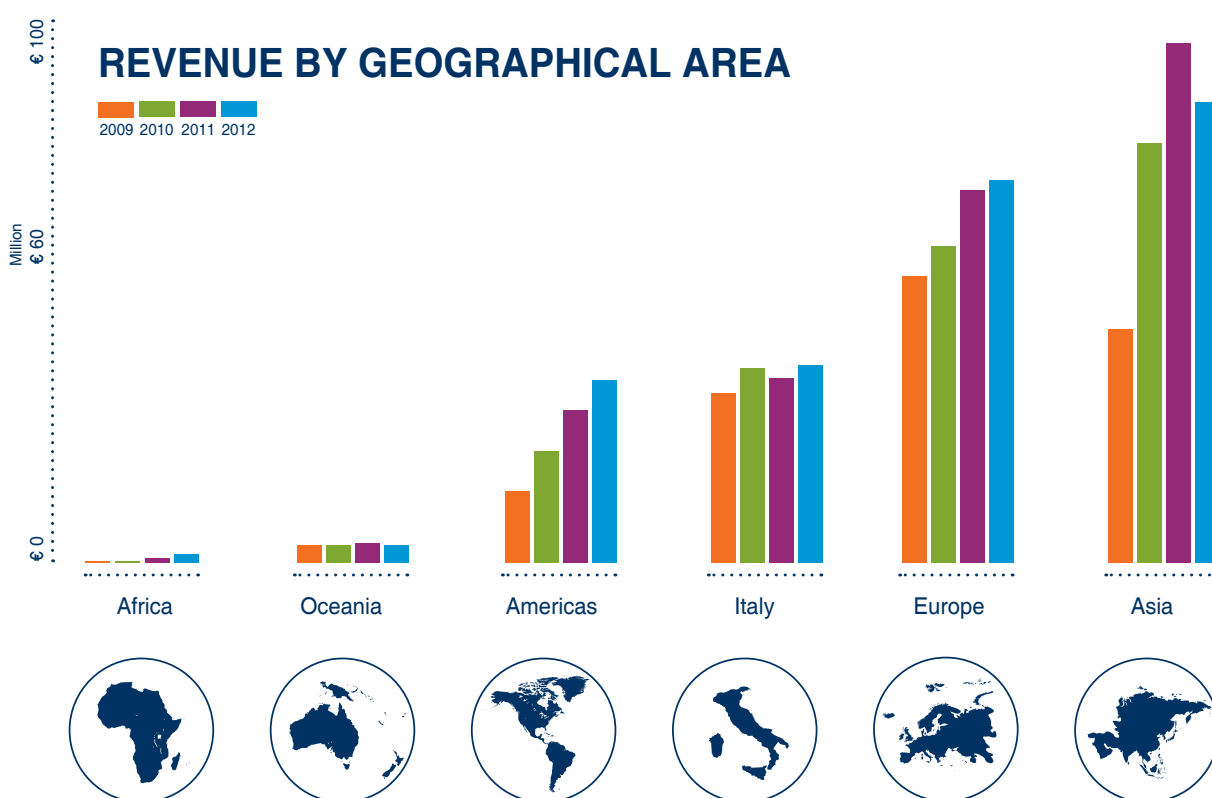 REVENUE BY GEOGRAPHICAL AREA
2009 2010 2011 2012
€ 100
Million
€ 60
€ 0
Africa Oceania Americas Italy Europe Asia